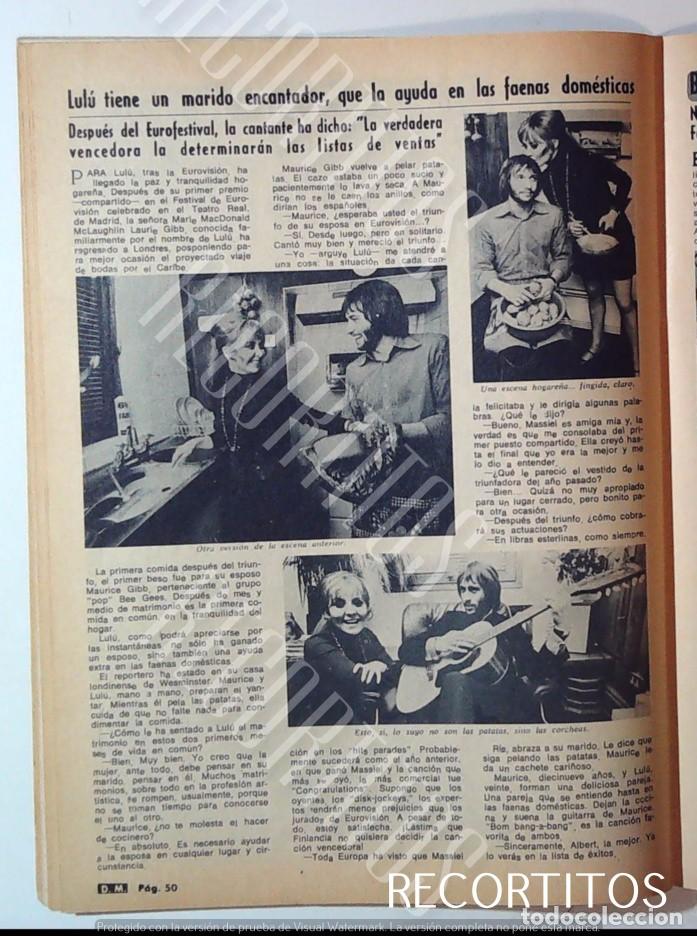 Lulú tiene un marido encantador, que la ayuda en las faenas domésticas
Después del Eurofestival, la cantante ha dicho: "La verdadera
vencedora la determinarán las listas de ventas"
PARA Lulú, tras la Eurovisión, ha
llegado la paz y tranquilidad ho-
gareña. Después de su primer premio
—compartido— en el Festival de Euro-
visión celebrado en el Teatro Real,
de Madrid, la señora Marie MacDonald
McLaughlin Laurie Gibb, conocida fa-
miliarmente por el nombre de Lulú ha
regresado a Londres, posponiendo pa-
ra mejor ocasión el proyectado viaje
de bodas por el Caribe
Maurice Gibb vuelve a pelar pata-
tas. El cazo estaba un poco sucio y
pacientemente lo lava y seca. A Mau-
rice no se le caen los anillos, como
dirían los españoles
—Maurice, ¿esperaba usted el triun-
fo de su esposa en Eurovisión...?
—Sí. Desde luego, pero en solitario.
Cantó muy bien y mereció el triunfo.
—Yo —arguye Lulú— me atendré a
una cosa: la situación de cada can-
Una escena hogareña... fingida, claro.
Otra versión de la escena anterior.
la felicitaba y le dirigía algunas pala-
bras. ¿Qué le dijo?
—Bueno, Massiel es amiga mía y, la
verdad es que me consolaba del pri-
mer puesto compartido. Ella creyó has-
ta el final que yo era la mejor y me
lo dio a entender.
—¿Qué le pareció el vestido de la
triunfadora del año pasado?
—Bien... Quizá no muy apropiado
para un lugar cerrado, pero bonito pa-
ra otra ocasión.
—Después del triunfo, ¿cómo cobra-
rá sus actuaciones?
—En libras esterlinas, como siempre.
La primera comida después del triun-
fo, el primer beso fue para su esposo
Maurice Gibb, perteneciente al grupo
"pop" Bee Gees. Después de mes y
medio de matrimonio es la primera co-
mida en común, en la tranquilidad del
hogar.
Lulú, como podrá apreciarse por
las instantáneas, no sólo ha ganado
un esposo, sino también una ayuda
extra en las faenas domésticas.
El reportero ha estado en su casa
londinense de Wesminster. Maurice y
Lulú, mano a mano, preparan el yan-
tar. Mientras él pela las patatas, ella
cuida de que no falte nada para con-
dimentar la comida.
—¿Cómo le ha sentado a Lulú el ma-
trimonio en estos dos primeros me-
ses de vida en común?
—Bien. Muy bien. Yo creo que la
mujer, ante todo, debe pensar en su
marido, pensar en él. Muchos matri-
monios, sobre todo en la profesión ar-
tística, se rompen, usualmente, porque
no se toman tiempo para conocerse
el uno al otro.
—Maurice, ¿no te molesta el hacer
de cocinero?
—En absoluto. Es necesario ayudar
a la esposa en cualquier lugar y cir-
cunstancia.
Esto, sí, lo suyo no son las patatas, sino las corcheas.
ción en los "hits parades" Probable-
mente sucederá como el año anterior,
en que ganó Massiel y la canción que
más se oyó, la más comercial fue
"Congratulations". Supongo que los
oyentes, los "disk-jockeys," los exper-
tos tendrán menos prejuicios que los
jurados de Eurovisión. A pesar de to-
do, estoy satisfecha. Lástima que
Finlandia no quisiera decidir la can-
ción vencedora!
—Toda Europa ha visto que Massiel
Ríe, abraza a su marido. Le dice que
siga pelando las patatas. Maurice le
da un cachete cariñoso.
Maurice, diecinueve años, y Lulú,
veinte, forman una deliciosa pareja.
Una pareja que se entiende hasta en
las faenas domésticas. Dejan la coci-
na y suena la guitarra de Maurice.
"Bom bang-a-bang", es la canción fa-
vorita de ambos.
—Sinceramente, Albert, la mejor. Ya
lo verás en la lista de éxitos.
D. M. Pág. 50
RECORTITOS
todocoleccion
Protegido con la versión de prueba de Visual Watermark. La versión completa no pone esta marca.